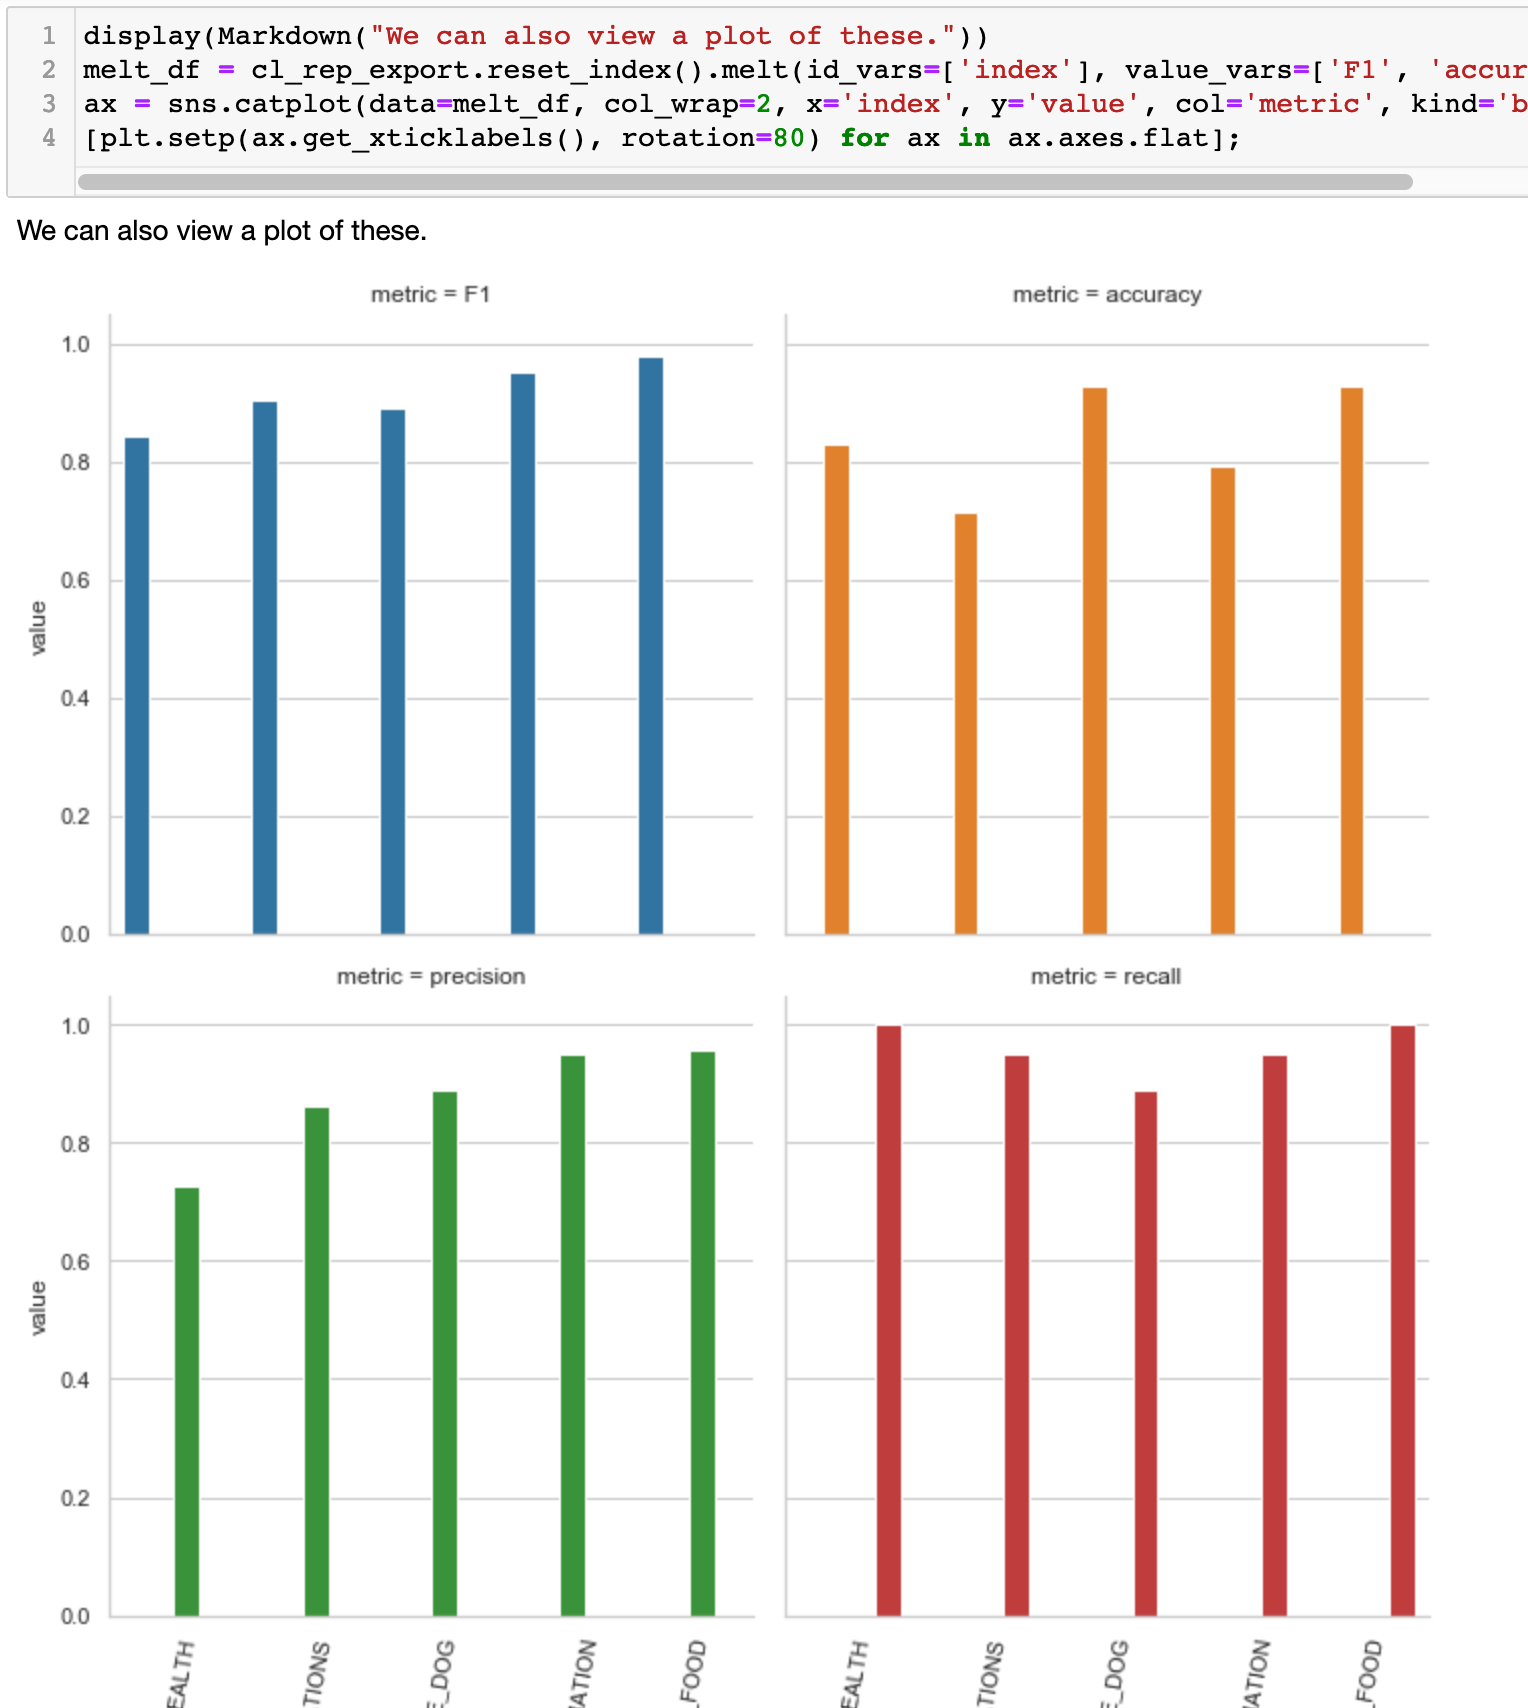 1 display(Markdown("We can also view a plot of these."))
2 melt_df = cl_rep_export.reset_index().melt(id_vars=['index'], value_vars=['F1', 'accur
3 ax = sns.catplot(data=melt_df, col_wrap=2, x='index', y='value', col='metric', kind='b
4 [plt.setp(ax.get_xticklabels(), rotation=80) for ax in ax.axes.flat];
We can also view a plot of these.
metric = F1
metric = accuracy
1.0
0.8
0.6
0.4
0.2
0.0
value
metric = precision
metric = recall
1.0
0.8
0.6
0.4
0.2
0.0
value
EALTH
TIONS
_DOG
ATION
_FOOD
EALTH
TIONS
_DOG
ATION
_FOOD